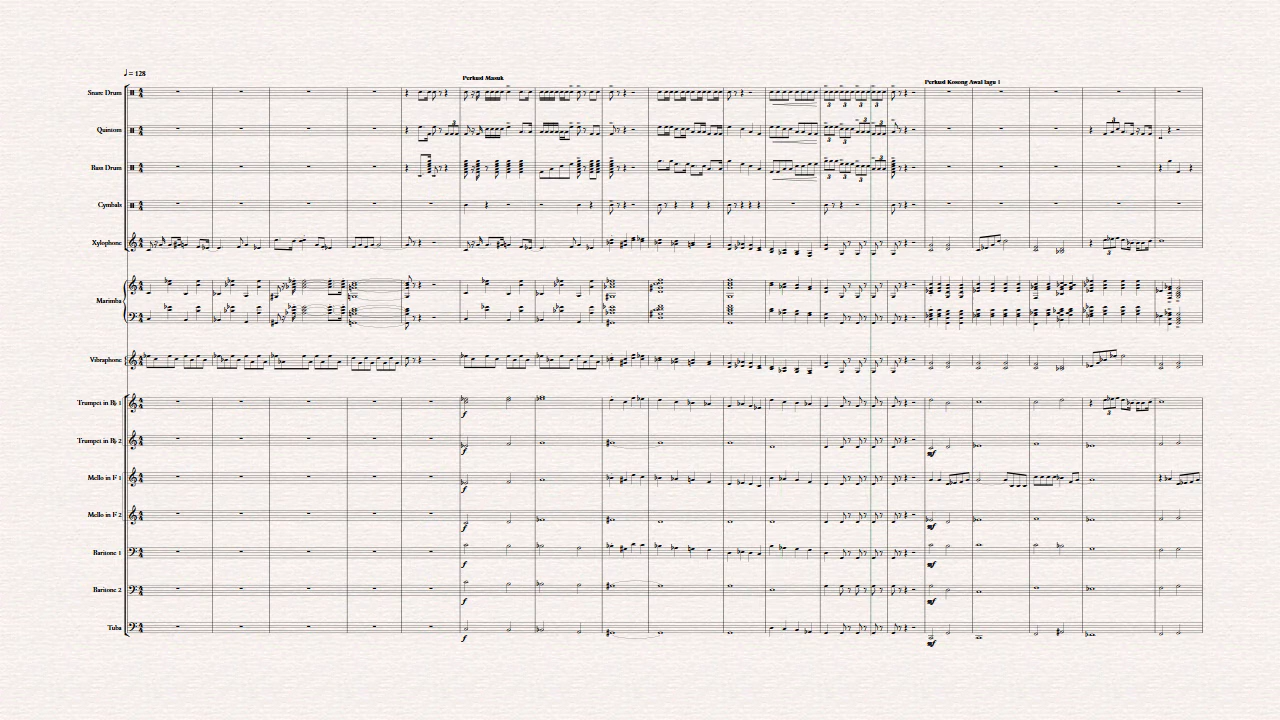 ♩= 128
Perkusi Masuk
Perkusi Kosong Awal lagu 1
Snare Drum
Quintom
Bass Drum
Cymbals
Xylophone
Marimba
Vibraphone
Trumpet in B♭ 1
Trumpet in B♭ 2
Mello in F 1
Mello in F 2
Baritone 1
Baritone 2
Tuba